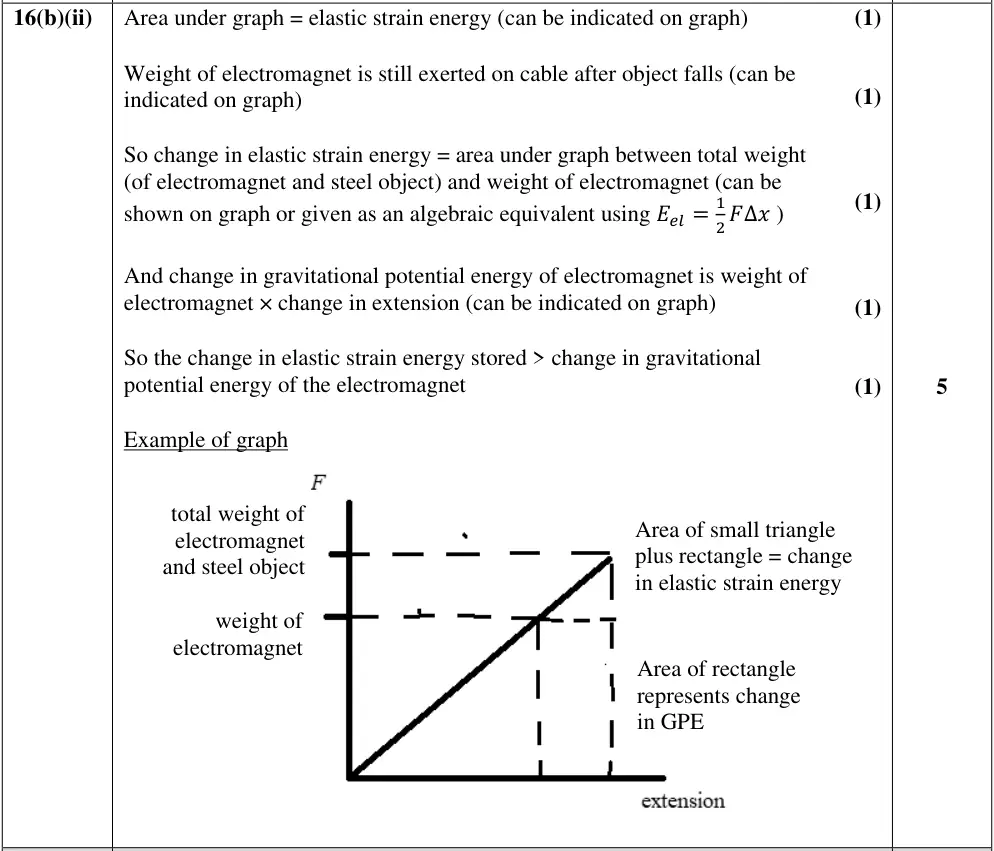 16(b)(ii) Area under graph = elastic strain energy (can be indicated on graph) (1)
Weight of electromagnet is still exerted on cable after object falls (can be
indicated on graph) (1)
So change in elastic strain energy = area under graph between total weight
(of electromagnet and steel object) and weight of electromagnet (can be
shown on graph or given as an algebraic equivalent using E_{el} = \frac{1}{2} FΔx ) (1)
And change in gravitational potential energy of electromagnet is weight of
electromagnet × change in extension (can be indicated on graph) (1)
So the change in elastic strain energy stored > change in gravitational
potential energy of the electromagnet (1) 5
Example of graph
F
total weight of
electromagnet
and steel object
weight of
electromagnet
Area of small triangle
plus rectangle = change
in elastic strain energy
Area of rectangle
represents change
in GPE
extension